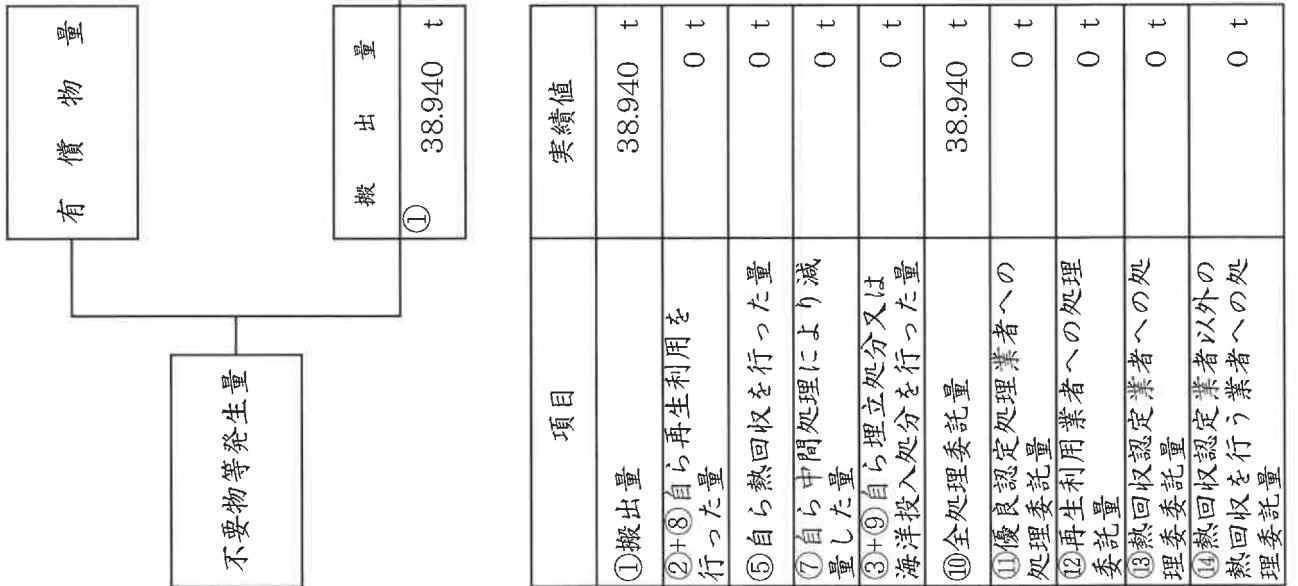 有償物量
不要物等発生量
搬出量
①
38.940 t
項目
実績値
①搬出量
38.940 t
②+⑧自ら再生利用を
行った量
0 t
⑤自ら熱回収を行った量
0 t
⑦自ら中間処理により減
量した量
0 t
③+⑨自ら埋立処分又は
海洋投入処分を行った量
0 t
⑩全処理委託量
38.940 t
⑪優良認定処理業者への
処理委託量
0 t
⑫再生利用業者への処理
委託量
0 t
⑬熱回収認定業者への処
理委委託量
0 t
⑭熱回収認定業者以外の
熱回収を行う業者への処
理委託量
0 t